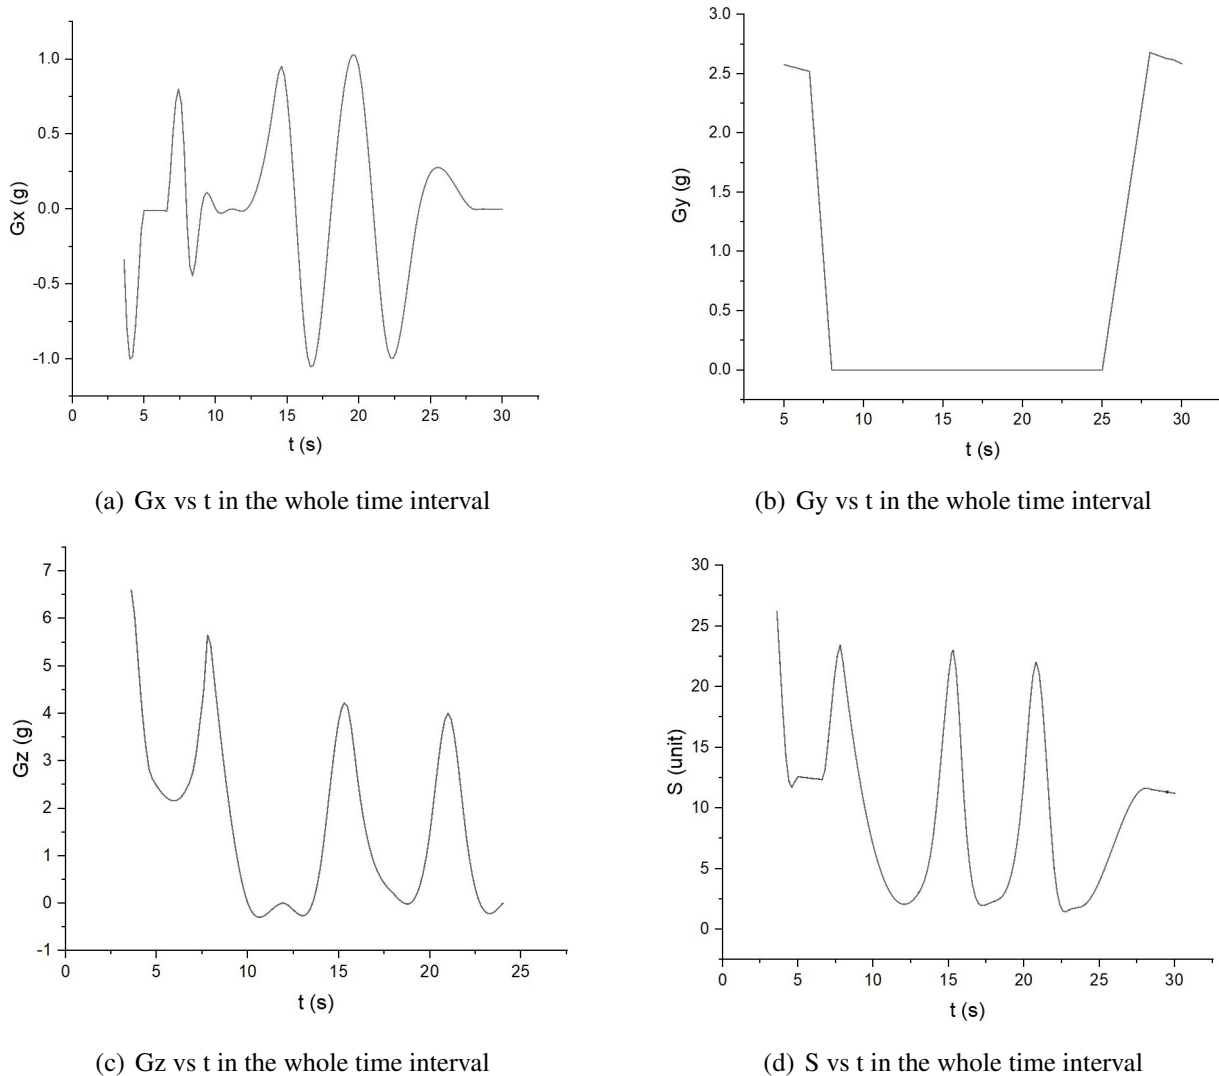 1.0
0.5
0.0
-0.5
-1.0
Gx (g)
0 5 10 15 20 25 30
t (s)
(a) Gx vs t in the whole time interval
3.0
2.5
2.0
1.5
1.0
0.5
0.0
Gy (g)
5 10 15 20 25 30
t (s)
(b) Gy vs t in the whole time interval
7
6
5
4
3
2
1
0
-1
Gz (g)
0 5 10 15 20 25
t (s)
(c) Gz vs t in the whole time interval
30
25
20
15
10
5
0
S (unit)
0 5 10 15 20 25 30
t (s)
(d) S vs t in the whole time interval